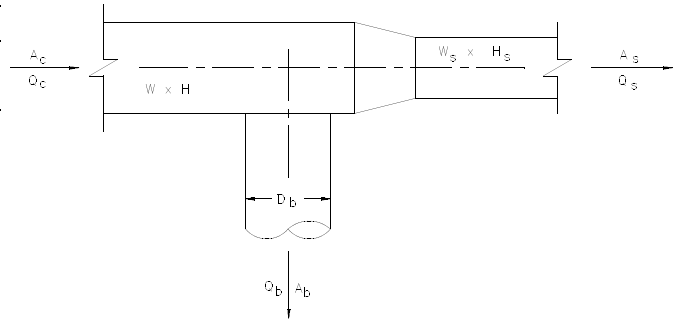 A_c
Q_c
W x H
W_s x H_s
A_s
Q_s
D_b
Q_b A_b